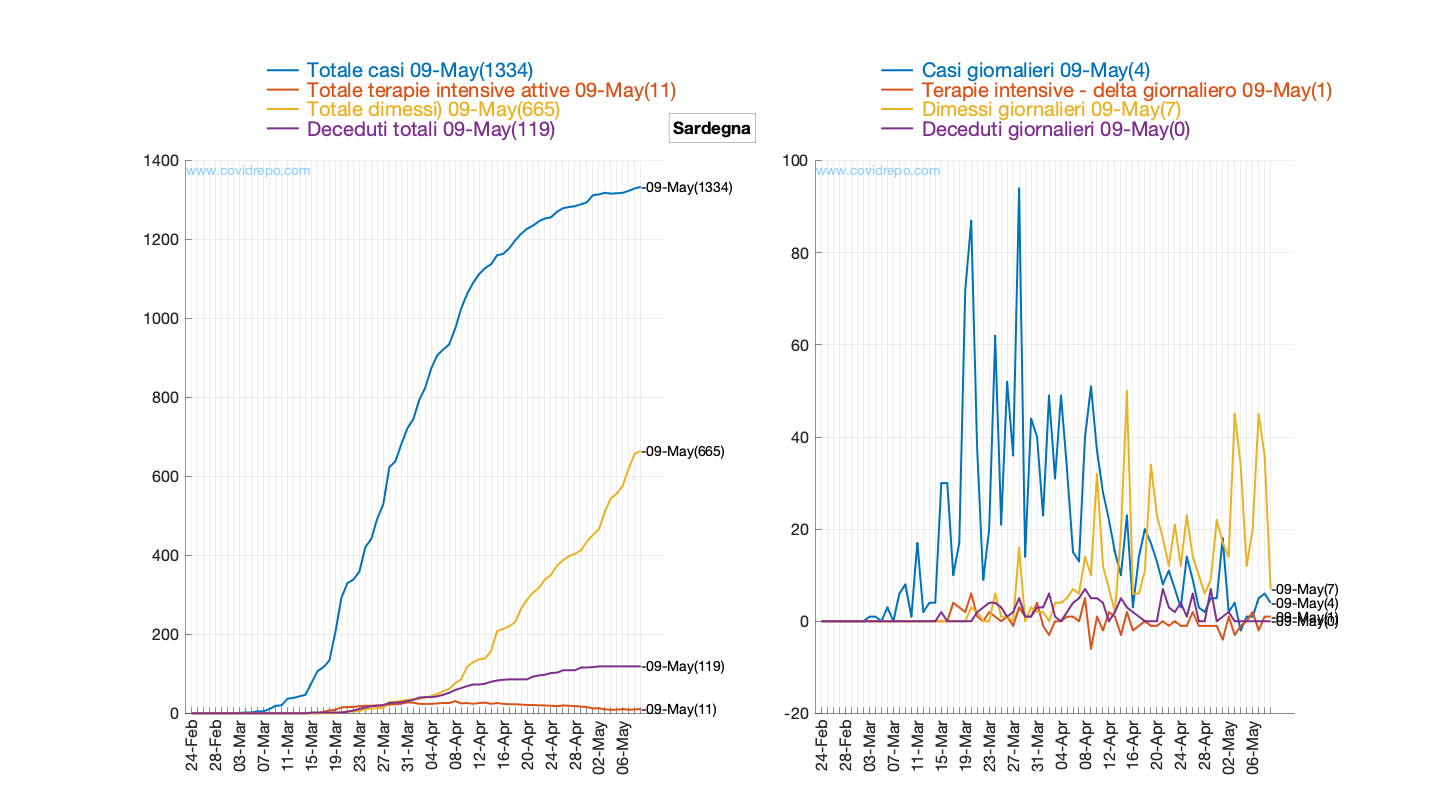 Totale casi 09-May(1334)
Totale terapie intensive attive 09-May(11)
Totale dimessi) 09-May(665)
Deceduti totali 09-May(119)
Sardegna
Casi giornalieri 09-May(4)
Terapie intensive - delta giornaliero 09-May(1)
Dimessi giornalieri 09-May(7)
Deceduti giornalieri 09-May(0)
www.covidrepo.com
1400
1200
1000
800
600
400
200
0
-09-May(1334)
-09-May(665)
-09-May(119)
-09-May(11)
24-Feb
28-Feb
03-Mar
07-Mar
11-Mar
15-Mar
19-Mar
23-Mar
27-Mar
31-Mar
04-Apr
08-Apr
12-Apr
16-Apr
20-Apr
24-Apr
28-Apr
02-May
06-May
www.covidrepo.com
100
80
60
40
20
0
-20
-09-May(7)
-09-May(4)
-09-May(1)
-09-May(0)
24-Feb
28-Feb
03-Mar
07-Mar
11-Mar
15-Mar
19-Mar
23-Mar
27-Mar
31-Mar
04-Apr
08-Apr
12-Apr
16-Apr
20-Apr
24-Apr
28-Apr
02-May
06-May